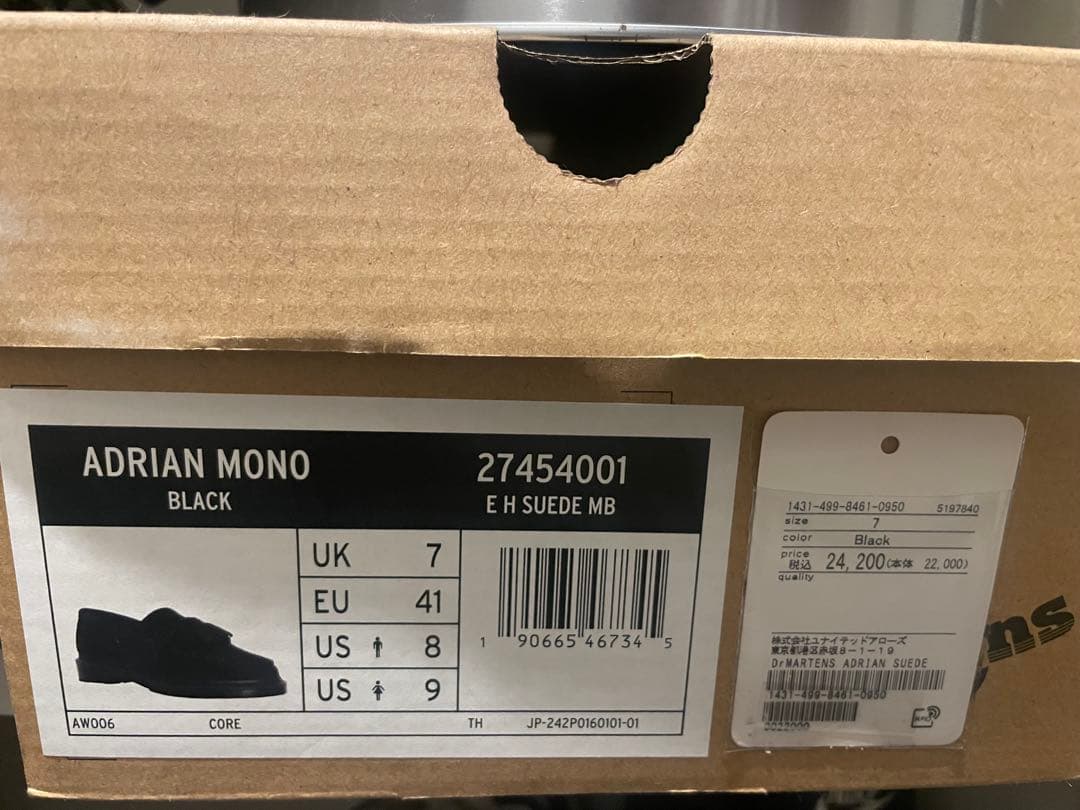 ADRIAN MONO
BLACK
27454001
E H SUEDE MB
UK 7
EU 41
US 8
US 9
1 90665 46734 5
AW006 CORE TH JP-242P0160101-01
1431-499-8461-0950 5197840
size 7
color Black
price
税込 24,200(本体 22,000)
quality
株式会社ユナイテッドアローズ
東京都港区赤坂8-1-19
DrMARTENS ADRIAN SUEDE
1431-499-8461-0950
ns